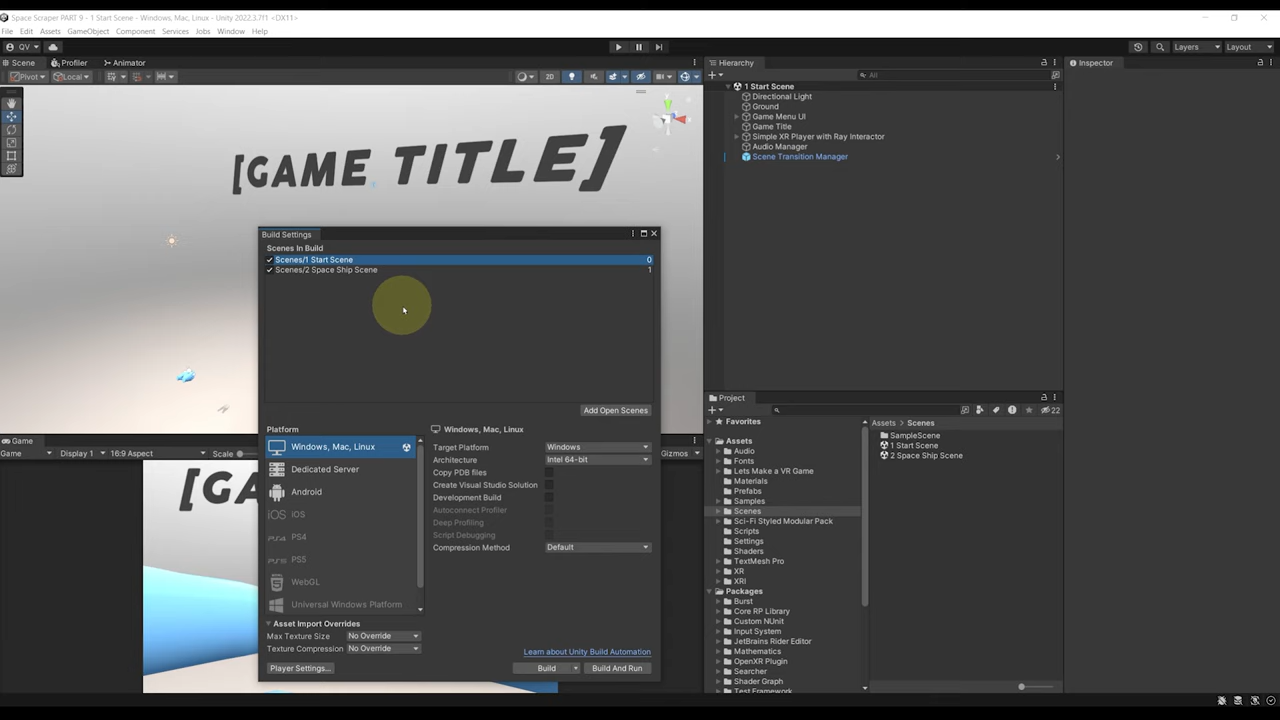 Space Scraper PART 9 - 1 Start Scene - Windows, Mac, Linux - Unity 2022.3.7f1 <DX11>
File Edit Assets GameObject Component Services Jobs Window Help
QV Layers Layout
Scene Profiler Animator
Pivot Local 2D
[GAME TITLE]
Hierarchy
All
1 Start Scene
Directional Light
Ground
Game Menu UI
Game Title
Simple XR Player with Ray Interactor
Audio Manager
Scene Transition Manager
Inspector
Build Settings
Scenes In Build
Scenes/1 Start Scene 0
Scenes/2 Space Ship Scene 1
Add Open Scenes
Platform
Windows, Mac, Linux
Dedicated Server
Android
iOS
PS4
PS5
WebGL
Universal Windows Platform
Windows, Mac, Linux
Target Platform Windows
Architecture Intel 64-bit
Copy PDB files
Create Visual Studio Solution
Development Build
Autoconnect Profiler
Deep Profiling
Script Debugging
Compression Method Default
Asset Import Overrides
Max Texture Size No Override
Texture Compression No Override
Learn about Unity Build Automation
Player Settings... Build Build And Run
Game
Game Display 1 16:9 Aspect Scale Gizmos
[GA
Project
22
Favorites
Assets
Audio
Fonts
Lets Make a VR Game
Materials
Prefabs
Samples
Scenes
Sci-Fi Styled Modular Pack
Scripts
Settings
Shaders
TextMesh Pro
XR
XRI
Packages
Burst
Core RP Library
Custom NUnit
Input System
JetBrains Rider Editor
Mathematics
OpenXR Plugin
Searcher
Shader Graph
Test Framework
Assets > Scenes
SampleScene
1 Start Scene
2 Space Ship Scene